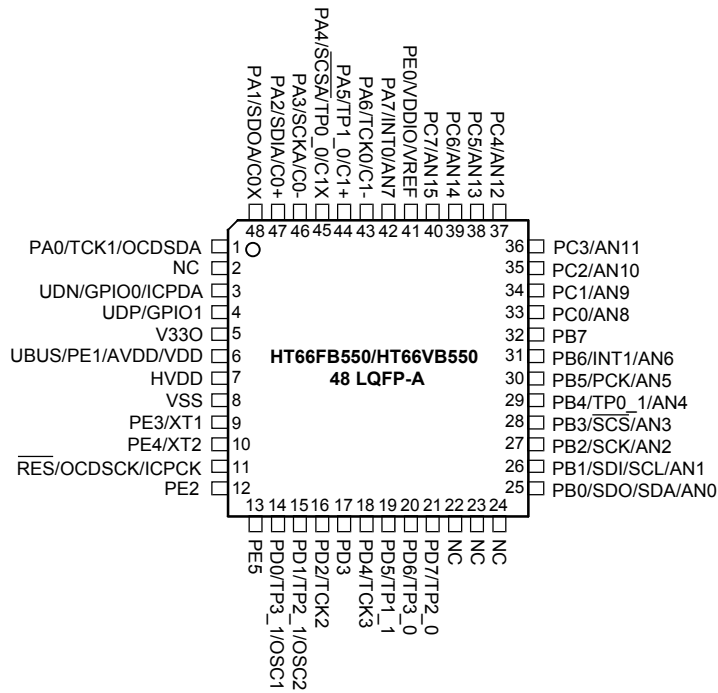 PA1/SDOA/C0X
PA2/SDIA/C0+
PA3/SCKA/C0-
PA4/SCSA/TP0_0/C1X
PA5/TP1_0/C1+
PA6/TCK0/C1-
PA7/INT0/AN7
PE0/VDDIO/VREF
PC7/AN15
PC6/AN14
PC5/AN13
PC4/AN12
48 47 46 45 44 43 42 41 40 39 38 37
PA0/TCK1/OCDSDA 1
NC 2
UDN/GPIO0/ICPDA 3
UDP/GPIO1 4
V33O 5
UBUS/PE1/AVDD/VDD 6
HVDD 7
VSS 8
PE3/XT1 9
PE4/XT2 10
RES/OCDSCK/ICPCK 11
PE2 12
HT66FB550/HT66VB550
48 LQFP-A
36 PC3/AN11
35 PC2/AN10
34 PC1/AN9
33 PC0/AN8
32 PB7
31 PB6/INT1/AN6
30 PB5/PCK/AN5
29 PB4/TP0_1/AN4
28 PB3/SCS/AN3
27 PB2/SCK/AN2
26 PB1/SDI/SCL/AN1
25 PB0/SDO/SDA/AN0
13 14 15 16 17 18 19 20 21 22 23 24
PE5
PD0/TP3_1/OSC1
PD1/TP2_1/OSC2
PD2/TCK2
PD3
PD4/TCK3
PD5/TP1_1
PD6/TP3_0
PD7/TP2_0
NC
NC
NC